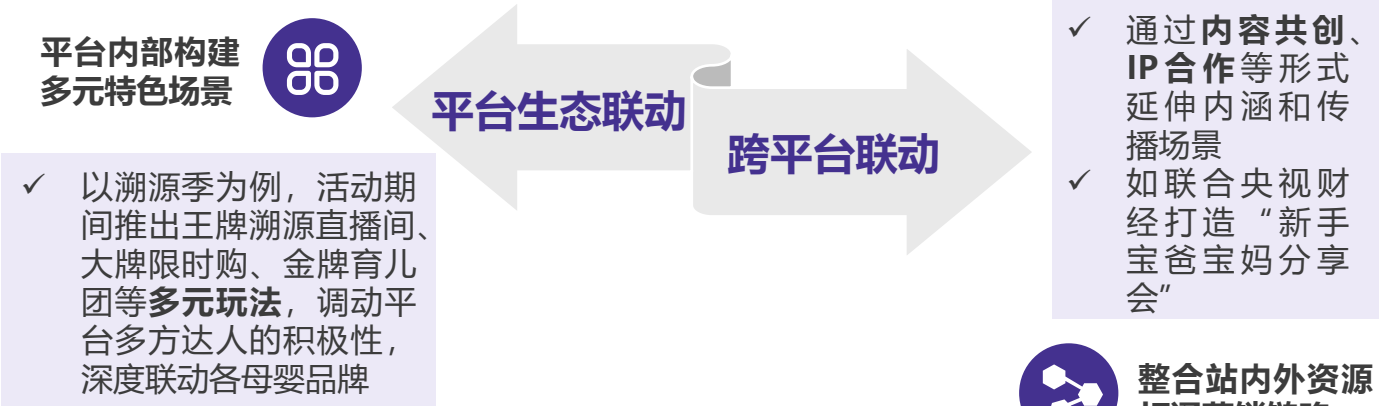 平台内部构建
多元特色场景
✓ 以溯源季为例，活动期
间推出王牌溯源直播间、
大牌限时购、金牌育儿
团等多元玩法，调动平
台多方达人的积极性，
深度联动各母婴品牌
平台生态联动
跨平台联动
✓ 通过内容共创、
IP合作等形式
延伸内涵和传
播场景
✓ 如联合央视财
经打造“新手
宝爸宝妈分享
会”
整合站内外资源